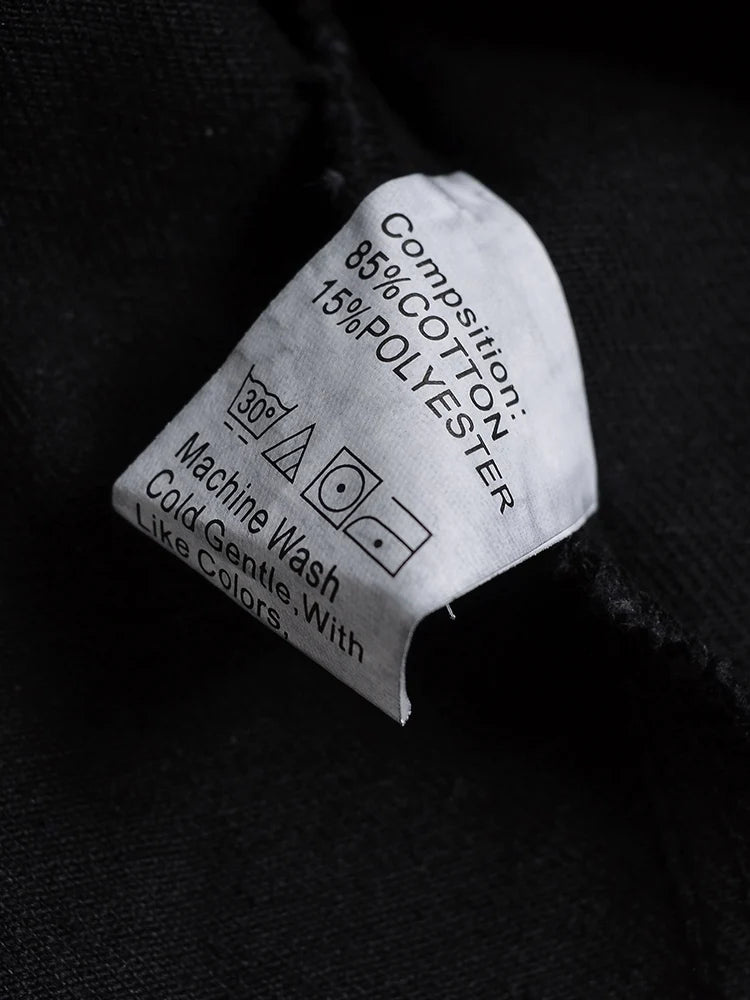 Compsition:
85%COTTON
15%POLYESTER
30°
Machine Wash
Cold Gentle,With
Like Colors,